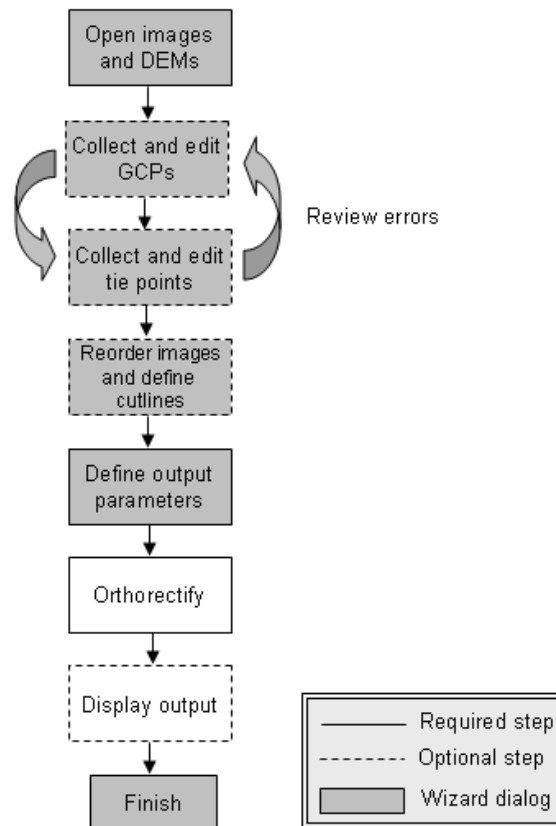 Open images
and DEMs
Collect and edit
GCPs
Review errors
Collect and edit
tie points
Reorder images
and define
cutlines
Define output
parameters
Orthorectify
Display output
Finish
Required step
Optional step
Wizard dialog